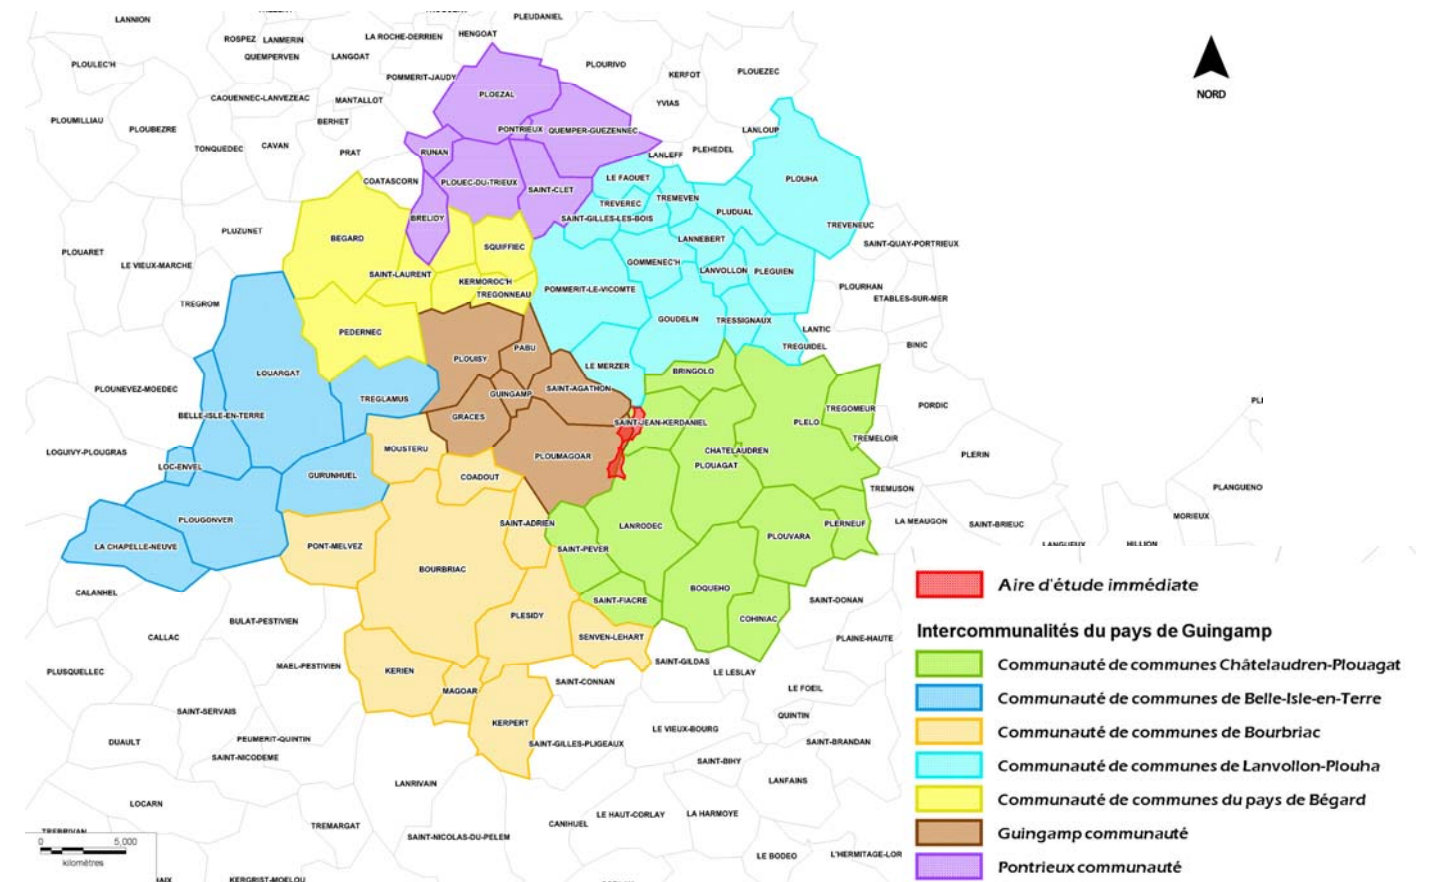 LANNION
PLEUDANIEL
ROSPEZ
LANMERIN
LA ROCHE-DERRIEN
HENGOAT
QUEMPERVEN
LANGOAT
PLOULEC'H
POMMERIT-JAUDY
PLOURIVO
KERFOT
PLOUEZEC
NORD
CAOUENNEC-LANVEZEAC
MANTALLOT
PLOEZAL
YVIAS
PLOUMILLIAU
PLOUBEZRE
BERHET
PONTRIEUX
QUEMPER-GUEZENNEC
LANLOUP
TONQUEDEC
CAVAN
PRAT
RUNAN
LANLEFF
PLEHEDEL
COATASCORN
PLOUEC-DU-TRIEUX
SAINT-CLET
LE FAOUET
PLOUHA
TREVEREC
TREMEVEN
BRELIDY
SAINT-GILLES-LES-BOIS
PLUDUAL
TREVENEUC
PLUZUNET
BEGARD
SQUIFFIEC
LANNEBERT
SAINT-QUAY-PORTRIEUX
PLOUARET
LE VIEUX-MARCHE
SAINT-LAURENT
KERMOROC'H
GOMMENEC'H
LANVOLLON
PLEGUIEN
TREGONNEAU
POMMERIT-LE-VICOMTE
PLOURHAN
ETABLES-SUR-MER
TREGROM
PEDERNEC
GOUDELIN
TRESSIGNAUX
LANTIC
TREGUIDEL
BINIC
PLOUISY
PABU
LE MERZER
BRINGOLO
LOUARGAT
PLOUNEVEZ-MOEDEC
TREGLAMUS
GUINGAMP
SAINT-AGATHON
PLI
BELLE-ISLE-EN-TERRE
GRACES
SAINT-JEAN-KERDANIEL
PLELO
TREGOMEUR
PORDIC
TREMELOIR
LOGUIVY-PLOUGRAS
MOUSTERU
PLOUMAGOAR
CHATELAUDREN
PLERIN
LOC-ENVEL
GURUNHUEL
COADOUT
PLOUAGAT
TREMUSON
PLANGUENO
PLOUGONVER
SAINT-ADRIEN
LANRODEC
PLERNEUF
LA MEAUGON
SAINT-BRIEUC
MORIEUX
LA CHAPELLE-NEUVE
PONT-MELVEZ
SAINT-PEVER
PLOUVARA
LANGUEUX
HILLION
BOURBRIAC
CALANHEL
SAINT-FIACRE
BOQUEHO
SAINT-DONAN
BULAT-PESTIVIEN
PLESIDY
COHINIAC
CALLAC
SENVEN-LEHART
PLAINE-HAUTE
PLUSQUELLEC
MAEL-PESTIVIEN
KERIEN
SAINT-GILDAS
LE LESLAY
MAGOAR
SAINT-CONNAN
LE FOEIL
SAINT-SERVAIS
KERPERT
LE VIEUX-BOURG
QUINTIN
DUAULT
PEUMERIT-QUINTIN
SAINT-GILLES-PLIGEAUX
SAINT-BRANDAN
SAINT-NICODEME
SAINT-BIHY
LANRIVAIN
LANFAINS
LOCARN
TREMARGAT
CANIHUEL
LE HAUT-CORLAY
LA HARMOYE
TREBRIVAN
SAINT-NICOLAS-DU-PELEM
LE BODEO
L'HERMITAGE-LOR
KERGRIST-MOELOU
0 5,000
kilomètres
Aire d'étude immédiate
Intercommunalités du pays de Guingamp
Communauté de communes Châtelaudren-Plouagat
Communauté de communes de Belle-Isle-en-Terre
Communauté de communes de Bourbriac
Communauté de communes de Lanvollon-Plouha
Communauté de communes du pays de Bégard
Guingamp communauté
Pontrieux communauté